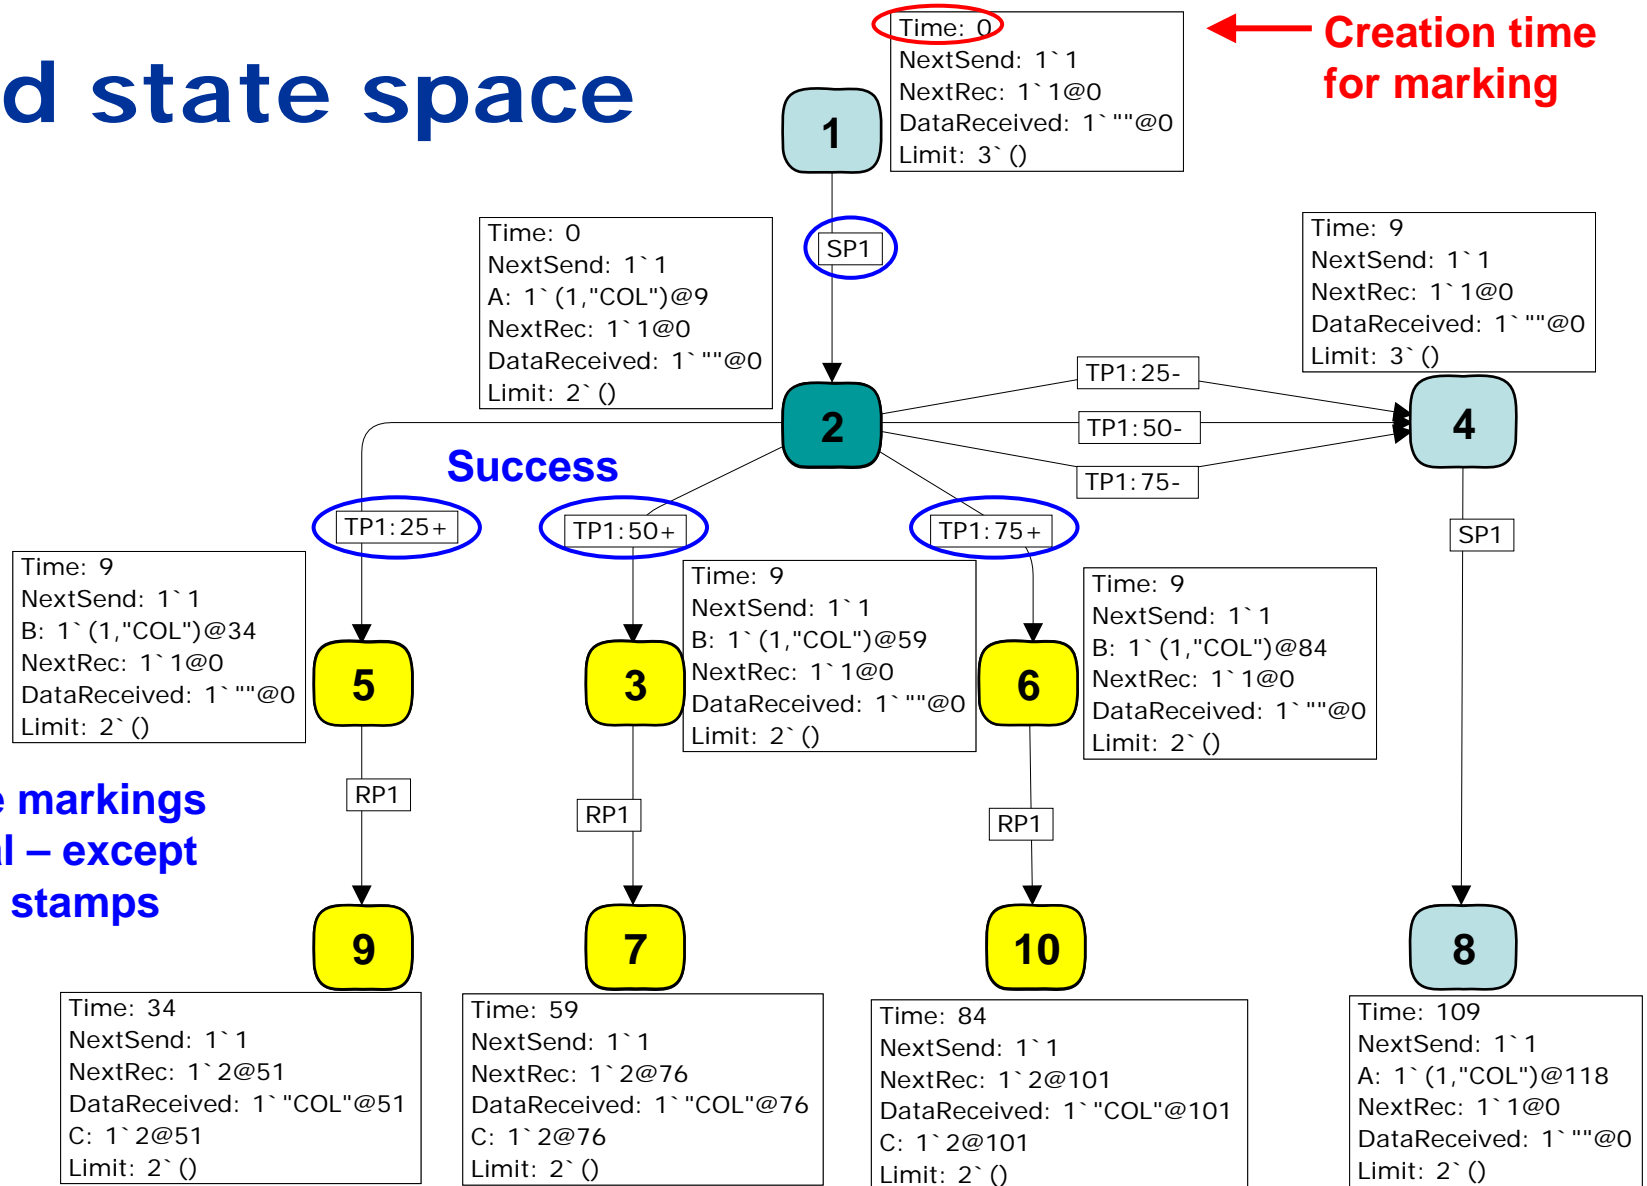 d state space
Time: 0
NextSend: 1`1
NextRec: 1`1@0
DataReceived: 1`""@0
Limit: 3`()
Creation time
for marking
1
SP1
Time: 0
NextSend: 1`1
A: 1`(1,"COL")@9
NextRec: 1`1@0
DataReceived: 1`""@0
Limit: 2`()
Time: 9
NextSend: 1`1
NextRec: 1`1@0
DataReceived: 1`""@0
Limit: 3`()
2
TP1:25-
TP1:50-
TP1:75-
4
Success
TP1:25+
TP1:50+
TP1:75+
SP1
Time: 9
NextSend: 1`1
B: 1`(1,"COL")@34
NextRec: 1`1@0
DataReceived: 1`""@0
Limit: 2`()
5
3
Time: 9
NextSend: 1`1
B: 1`(1,"COL")@59
NextRec: 1`1@0
DataReceived: 1`""@0
Limit: 2`()
6
Time: 9
NextSend: 1`1
B: 1`(1,"COL")@84
NextRec: 1`1@0
DataReceived: 1`""@0
Limit: 2`()
e markings
al – except
stamps
RP1
RP1
RP1
9
7
10
8
Time: 34
NextSend: 1`1
NextRec: 1`2@51
DataReceived: 1`"COL"@51
C: 1`2@51
Limit: 2`()
Time: 59
NextSend: 1`1
NextRec: 1`2@76
DataReceived: 1`"COL"@76
C: 1`2@76
Limit: 2`()
Time: 84
NextSend: 1`1
NextRec: 1`2@101
DataReceived: 1`"COL"@101
C: 1`2@101
Limit: 2`()
Time: 109
NextSend: 1`1
A: 1`(1,"COL")@118
NextRec: 1`1@0
DataReceived: 1`""@0
Limit: 2`()